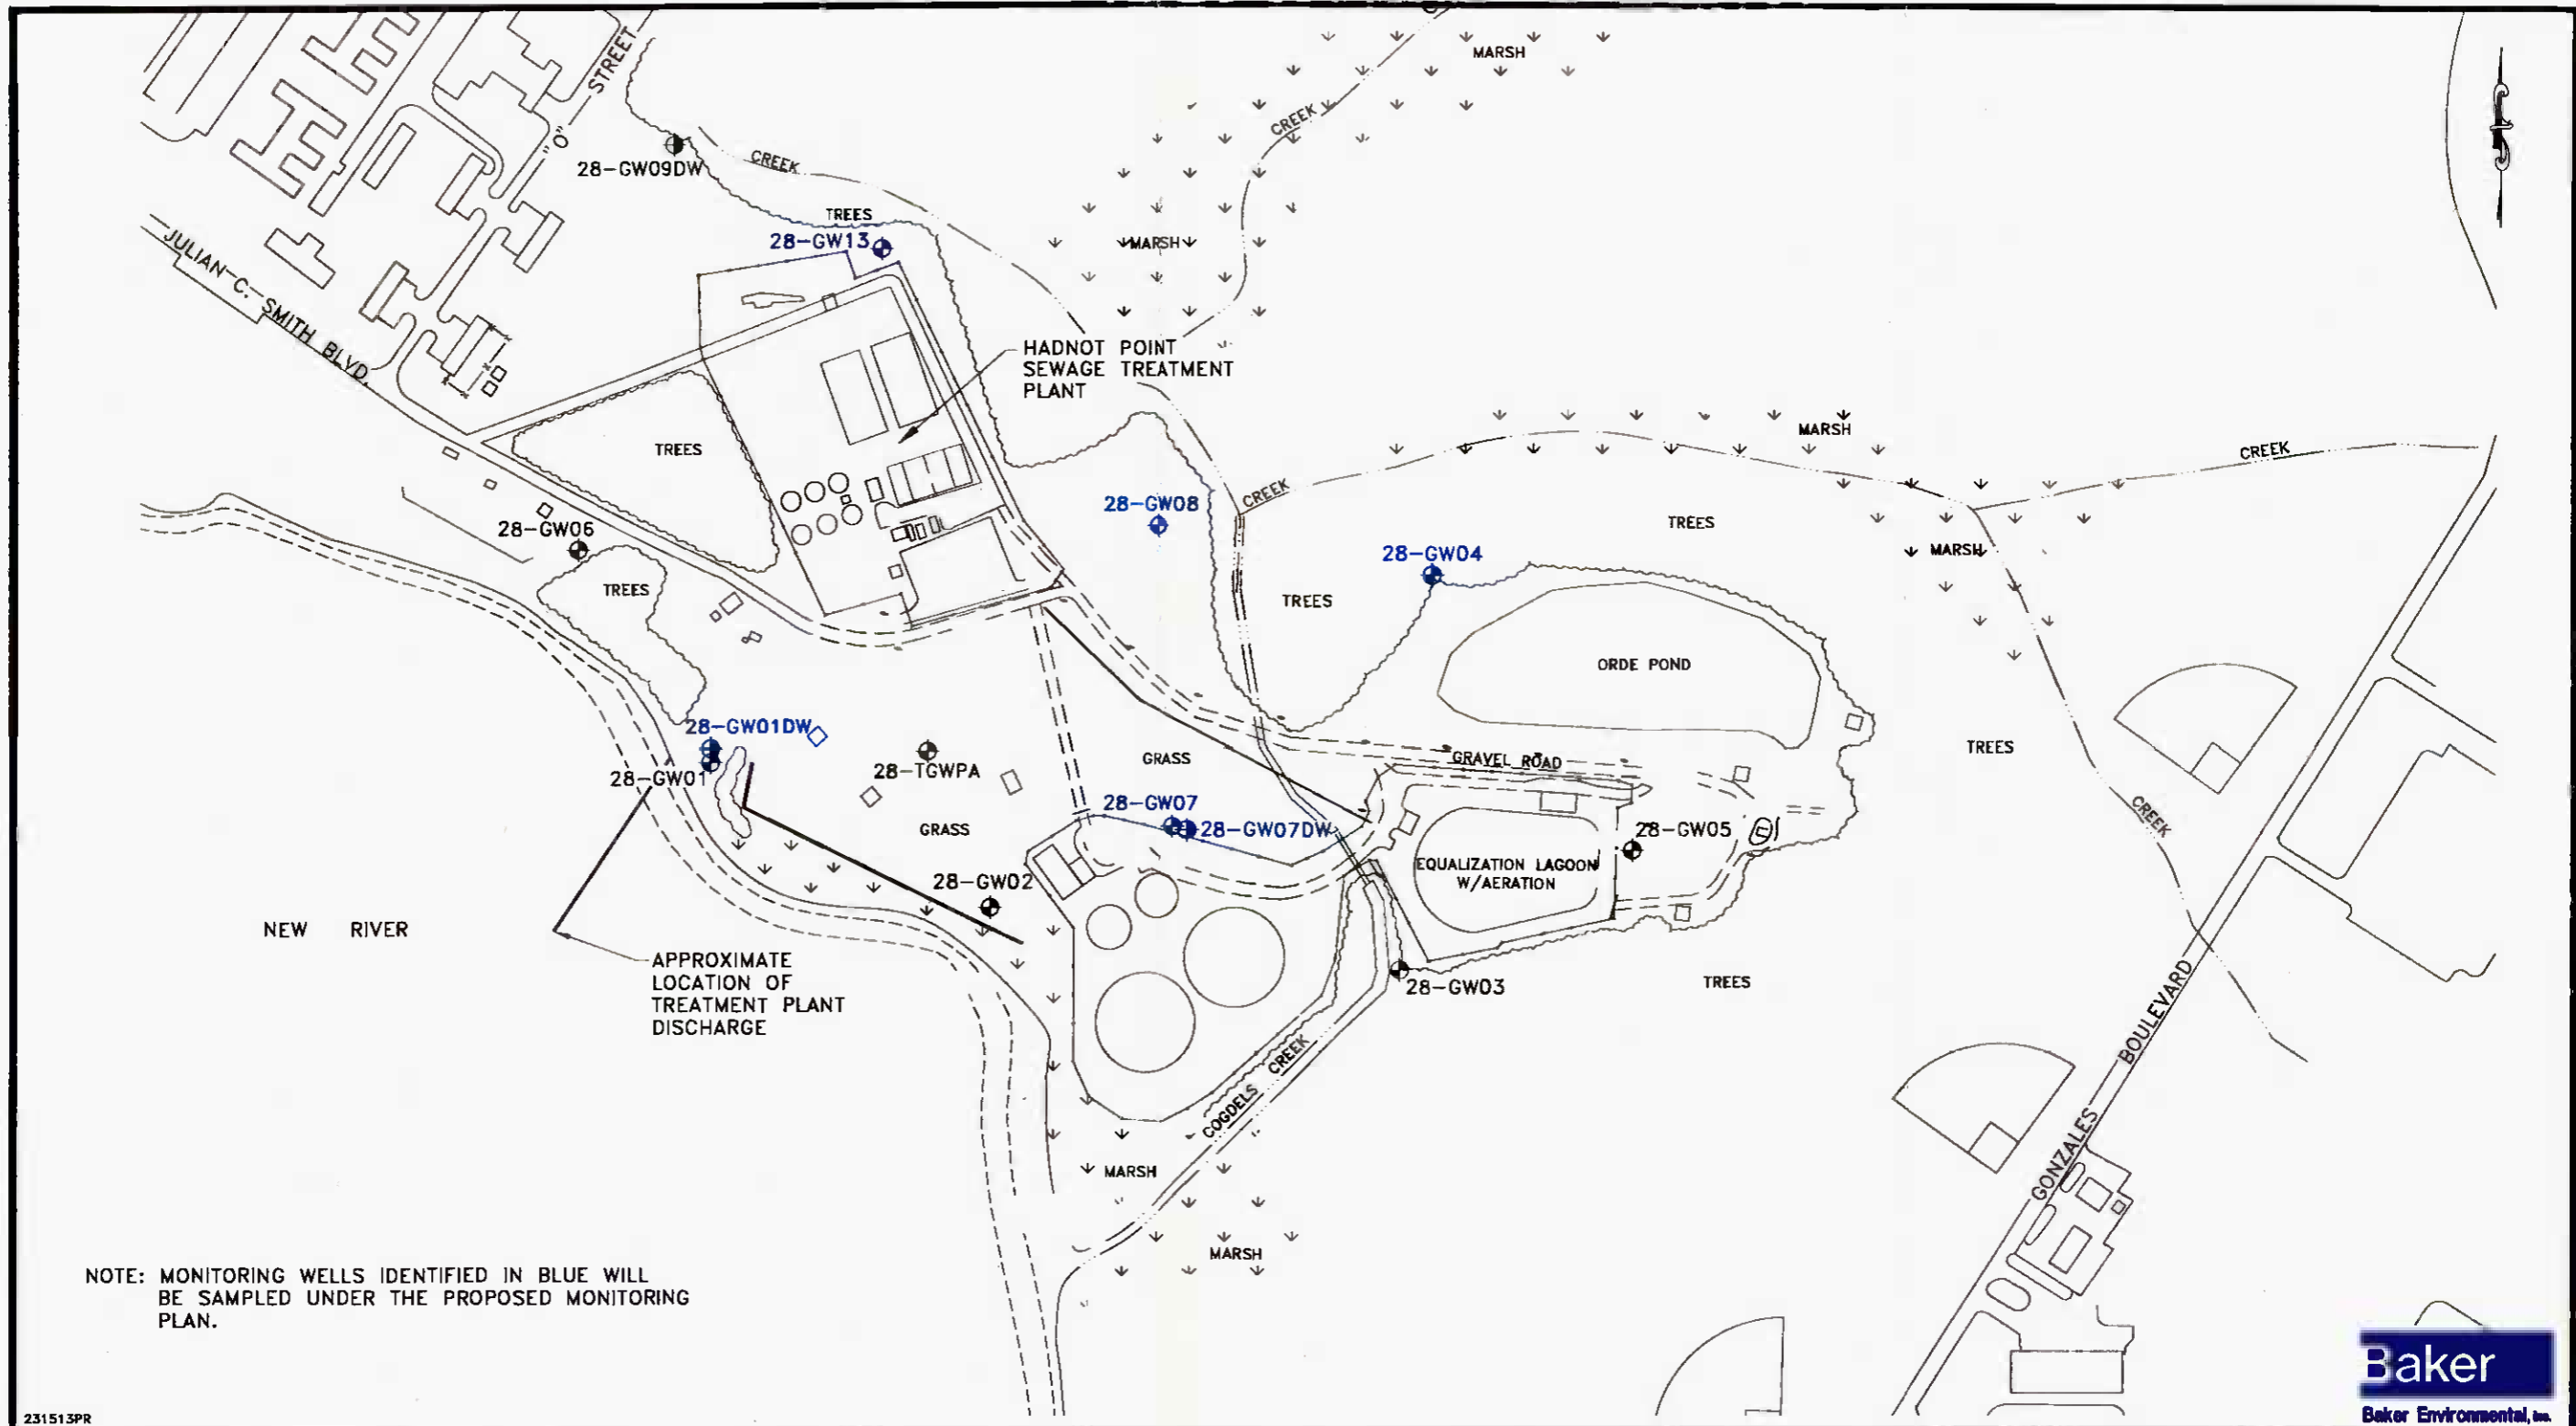 MARSH
STREET
"O"
CREEK
28-GW09DW
CREEK
TREES
28-GW13
MARSH
JULIAN C. SMITH BLVD.
HADNOT POINT
SEWAGE TREATMENT
PLANT
TREES
MARSH
CREEK
CREEK
28-GW08
TREES
28-GW06
28-GW04
MARSH
TREES
TREES
ORDE POND
28-GW01DW
TREES
GRASS
GRAVEL ROAD
28-TGWPA
28-GW01
28-GW07
CREEK
GRASS
28-GW07DW
28-GW05
EQUALIZATION LAGOON
W/AERATION
28-GW02
NEW RIVER
APPROXIMATE
LOCATION OF
TREATMENT PLANT
DISCHARGE
28-GW03
TREES
GONZALES BOULEVARD
COGDELS CREEK
MARSH
MARSH
NOTE: MONITORING WELLS IDENTIFIED IN BLUE WILL
BE SAMPLED UNDER THE PROPOSED MONITORING
PLAN.
Baker
Baker Environmental, Inc.
231513PR